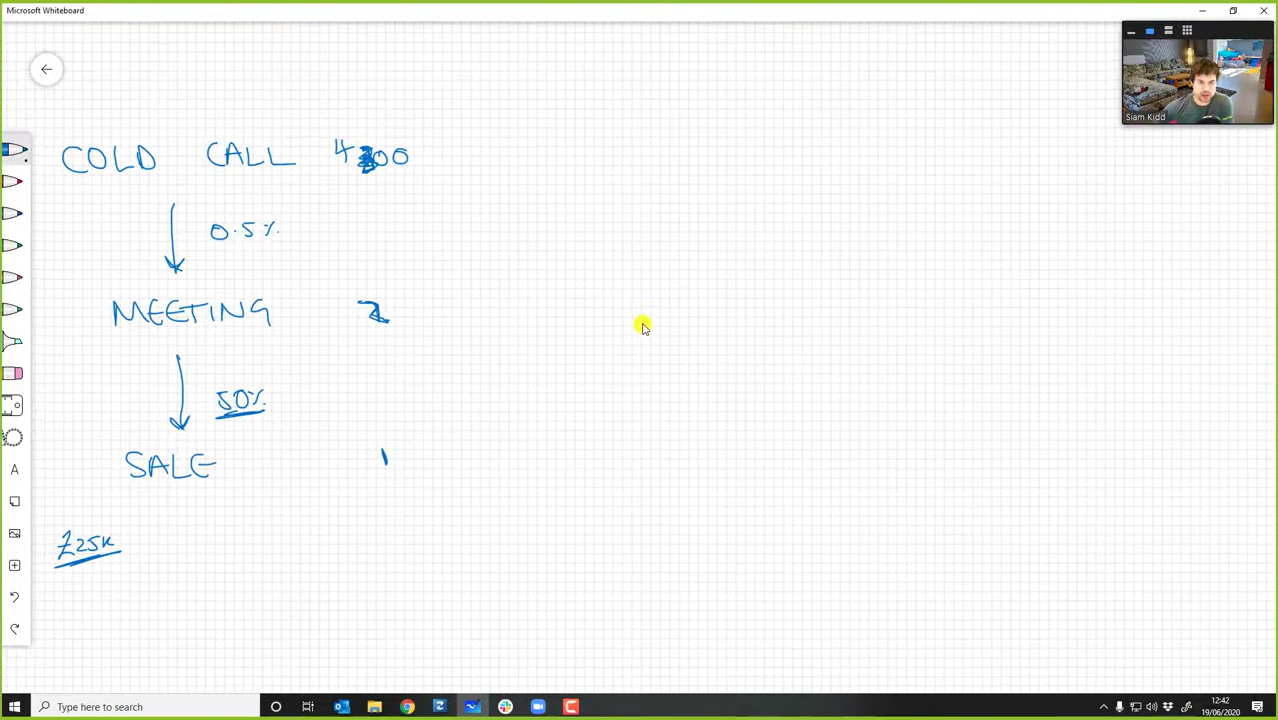 Microsoft Whiteboard
Siam Kidd
COLD CALL 400
0.5%
MEETING 2
50%
SALE 1
£25K
A
Type here to search
12:42
19/06/2020